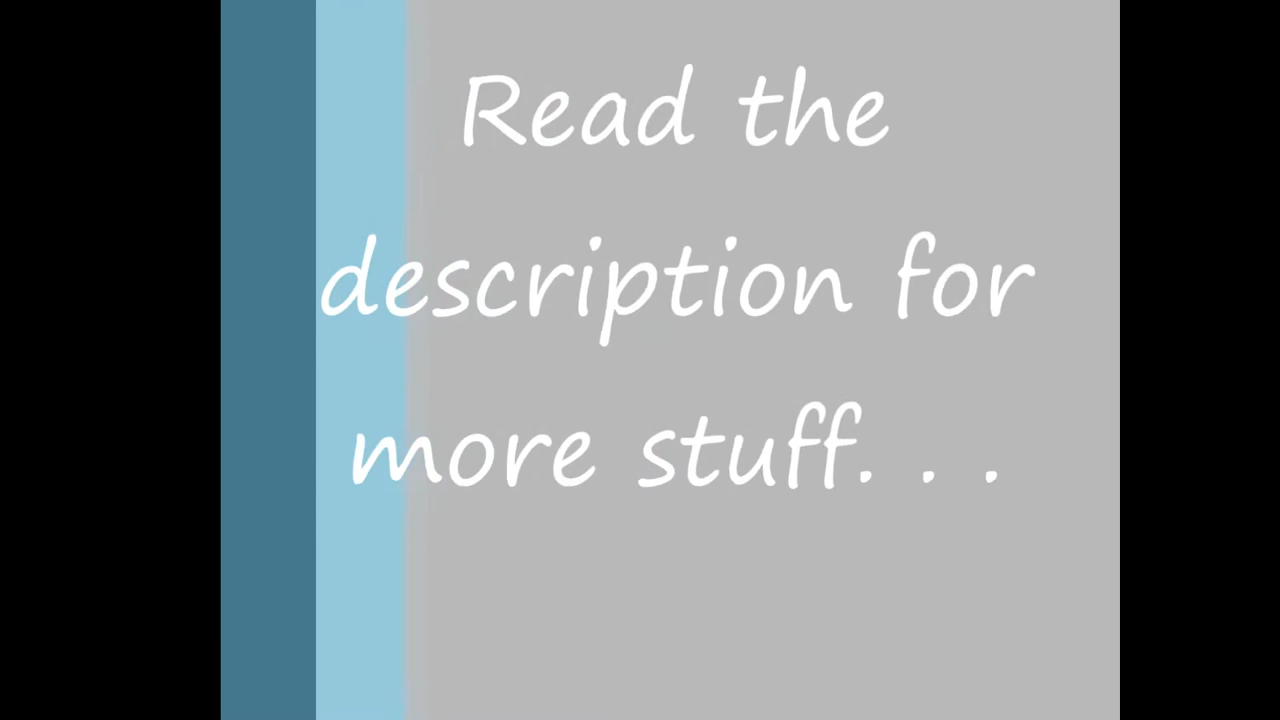 Read the
description for
more stuff. . .